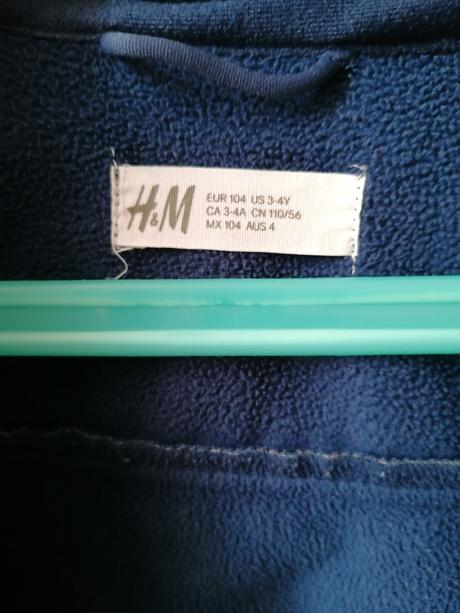 H&M
EUR 104 US 3-4Y
CA 3-4A CN 110/56
MX 104 AUS 4